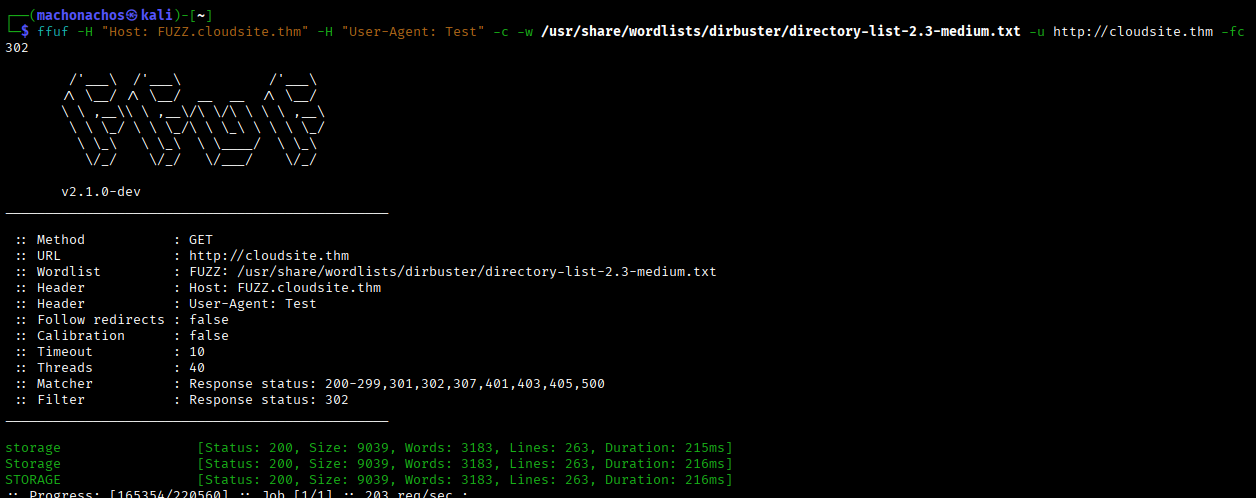 ┌──(machonachos㉿kali)-[~]
└─$ ffuf -H "Host: FUZZ.cloudsite.thm" -H "User-Agent: Test" -c -w /usr/share/wordlists/dirbuster/directory-list-2.3-medium.txt -u http://cloudsite.thm -fc
302
        /'___\  /'___\           /'___\
       /\ \__/ /\ \__/  __  __  /\ \__/
       \ \ ,__\\ \ ,__\/\ \/\ \ \ \ ,__\
        \ \ \_/ \ \ \_/\ \ \_\ \ \ \ \_/
         \ \_\   \ \_\  \ \____/  \ \_\
          \/_/    \/_/   \/___/    \/_/
       v2.1.0-dev
________________________________________________
 :: Method           : GET
 :: URL              : http://cloudsite.thm
 :: Wordlist         : FUZZ: /usr/share/wordlists/dirbuster/directory-list-2.3-medium.txt
 :: Header           : Host: FUZZ.cloudsite.thm
 :: Header           : User-Agent: Test
 :: Follow redirects : false
 :: Calibration      : false
 :: Timeout          : 10
 :: Threads          : 40
 :: Matcher          : Response status: 200-299,301,302,307,401,403,405,500
 :: Filter           : Response status: 302
________________________________________________
storage                 [Status: 200, Size: 9039, Words: 3183, Lines: 263, Duration: 215ms]
Storage                 [Status: 200, Size: 9039, Words: 3183, Lines: 263, Duration: 216ms]
STORAGE                 [Status: 200, Size: 9039, Words: 3183, Lines: 263, Duration: 216ms]
:: Progress: [165354/220560] :: Job [1/1] :: 203 req/sec :